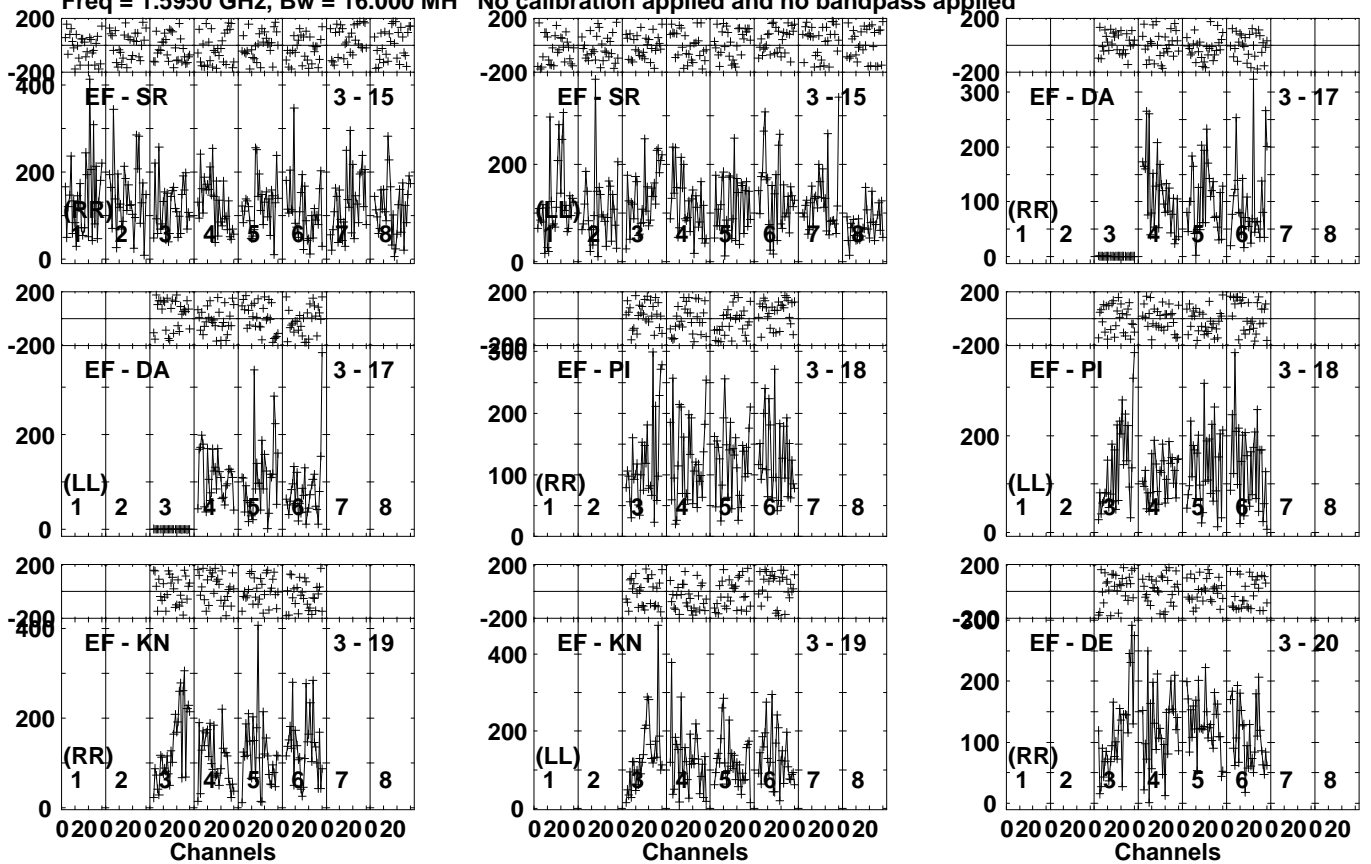 Freq = 1.5950 GHz, Bw = 16.000 MH No calibration applied and no bandpass applied
200
-200
400
200
0
EF - SR 3 - 15
(RR)
1 2 3 4 5 6 7 8
200
-200
200
0
EF - SR 3 - 15
(LL)
1 2 3 4 5 6 7 8
200
-200
300
200
100
0
EF - DA 3 - 17
(RR)
1 2 3 4 5 6 7 8
200
-200
200
0
EF - DA 3 - 17
(LL)
1 2 3 4 5 6 7 8
200
-200
300
200
100
0
EF - PI 3 - 18
(RR)
1 2 3 4 5 6 7 8
200
-200
200
0
EF - PI 3 - 18
(LL)
1 2 3 4 5 6 7 8
200
-200
400
200
0
EF - KN 3 - 19
(RR)
1 2 3 4 5 6 7 8
200
-200
400
200
0
EF - KN 3 - 19
(LL)
1 2 3 4 5 6 7 8
200
-200
300
200
100
0
EF - DE 3 - 20
(RR)
1 2 3 4 5 6 7 8
0 20 0 20 0 20 0 20 0 20 0 20 0 20 0 20
Channels
0 20 0 20 0 20 0 20 0 20 0 20 0 20 0 20
Channels
0 20 0 20 0 20 0 20 0 20 0 20 0 20 0 20
Channels